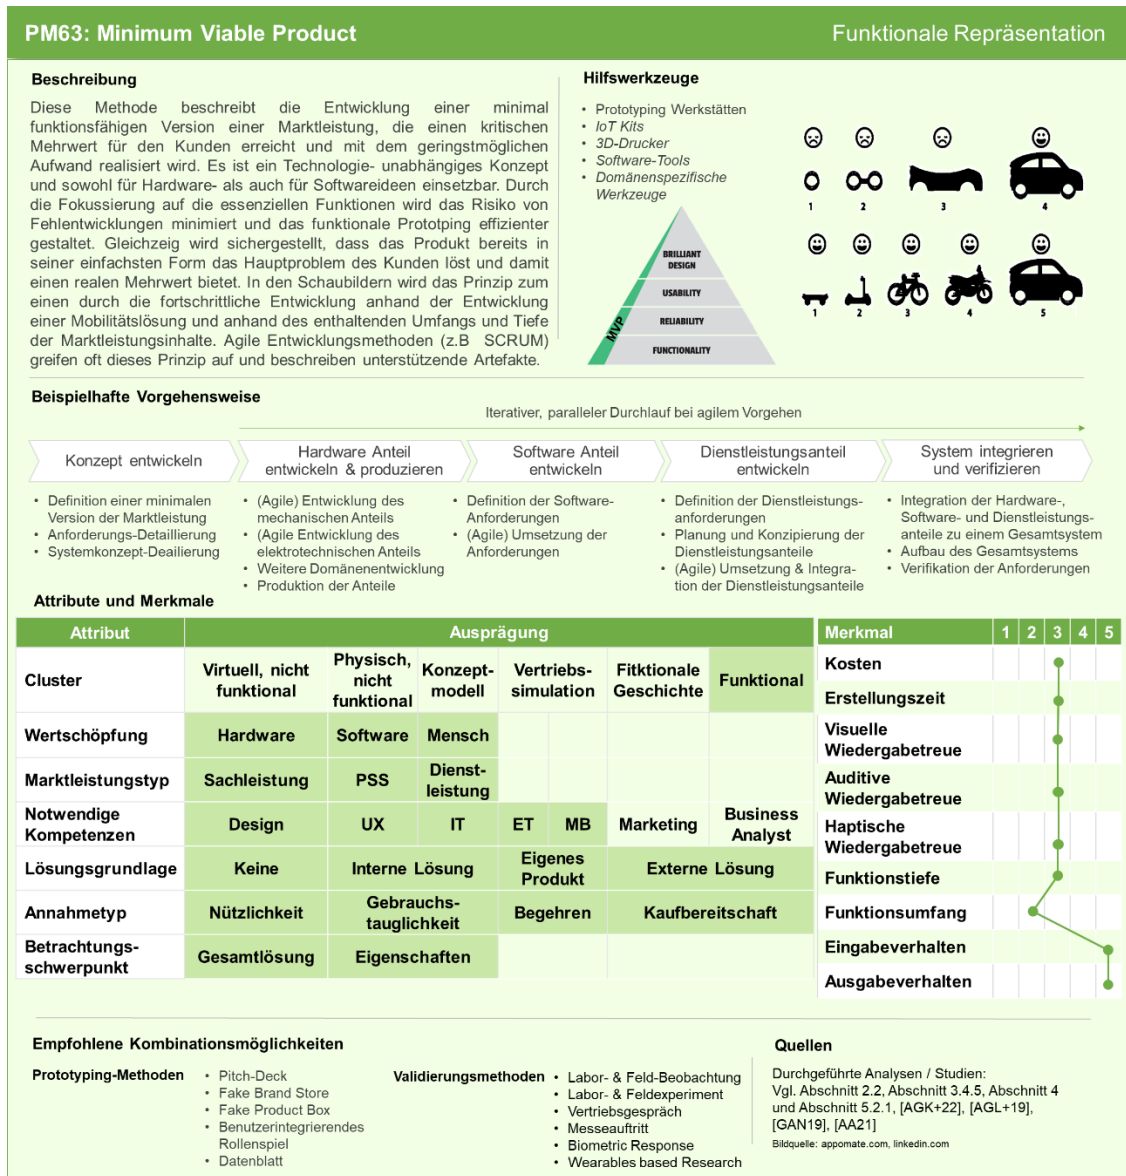 PM63: Minimum Viable Product
Funktionale Repräsentation
Beschreibung
Diese Methode beschreibt die Entwicklung einer minimal
funktionsfähigen Version einer Marktleistung, die einen kritischen
Mehrwert für den Kunden erreicht und mit dem geringstmöglichen
Aufwand realisiert wird. Es ist ein Technologie- unabhängiges Konzept
und sowohl für Hardware- als auch für Softwareideen einsetzbar. Durch
die Fokussierung auf die essenziellen Funktionen wird das Risiko von
Fehlentwicklungen minimiert und das funktionale Prototping effizienter
gestaltet. Gleichzeig wird sichergestellt, dass das Produkt bereits in
seiner einfachsten Form das Hauptproblem des Kunden löst und damit
einen realen Mehrwert bietet. In den Schaubildern wird das Prinzip zum
einen durch die fortschrittliche Entwicklung anhand der Entwicklung
einer Mobilitätslösung und anhand des enthaltenden Umfangs und Tiefe
der Marktleistungsinhalte. Agile Entwicklungsmethoden (z.B SCRUM)
greifen oft dieses Prinzip auf und beschreiben unterstützende Artefakte.
Hilfswerkzeuge
• Prototyping Werkstätten
• IoT Kits
• 3D-Drucker
• Software-Tools
• Domänenspezifische
Werkzeuge
BRILLIANT
DESIGN
USABILITY
RELIABILITY
FUNCTIONALITY
MVP
1 2 3 4
1 2 3 4 5
Beispielhafte Vorgehensweise
Iterativer, paralleler Durchlauf bei agilem Vorgehen
Konzept entwickeln
• Definition einer minimalen
Version der Marktleistung
• Anforderungs-Detaillierung
• Systemkonzept-Deailierung
Hardware Anteil
entwickeln & produzieren
• (Agile) Entwicklung des
mechanischen Anteils
• (Agile Entwicklung des
elektrotechnischen Anteils
• Weitere Domänenentwicklung
• Produktion der Anteile
Software Anteil
entwickeln
• Definition der Software-
Anforderungen
• (Agile) Umsetzung der
Anforderungen
Dienstleistungsanteil
entwickeln
• Definition der Dienstleistungs-
anforderungen
• Planung und Konzipierung der
Dienstleistungsanteile
• (Agile) Umsetzung & Integra-
tion der Dienstleistungsanteile
System integrieren
und verifizieren
• Integration der Hardware-,
Software- und Dienstleistungs-
anteile zu einem Gesamtsystem
• Aufbau des Gesamtsystems
• Verifikation der Anforderungen
Attribute und Merkmale
Attribut Ausprägung
Cluster
Virtuell, nicht
funktional
Physisch,
nicht
funktional
Konzept-
modell
Vertriebs-
simulation
Fitktionale
Geschichte
Funktional
Wertschöpfung Hardware Software Mensch
Marktleistungstyp Sachleistung PSS
Dienst-
leistung
Notwendige
Kompetenzen
Design UX IT ET MB Marketing
Business
Analyst
Lösungsgrundlage Keine Interne Lösung
Eigenes
Produkt
Externe Lösung
Annahmetyp Nützlichkeit
Gebrauchs-
tauglichkeit
Begehren Kaufbereitschaft
Betrachtungs-
schwerpunkt
Gesamtlösung Eigenschaften
Merkmal 1 2 3 4 5
Kosten
Erstellungszeit
Visuelle
Wiedergabetreue
Auditive
Wiedergabetreue
Haptische
Wiedergabetreue
Funktionstiefe
Funktionsumfang
Eingabeverhalten
Ausgabeverhalten
Empfohlene Kombinationsmöglichkeiten
Prototyping-Methoden
• Pitch-Deck
• Fake Brand Store
• Fake Product Box
• Benutzerintegrierendes
Rollenspiel
• Datenblatt
Validierungsmethoden
• Labor- & Feld-Beobachtung
• Labor- & Feldexperiment
• Vertriebsgespräch
• Messeauftritt
• Biometric Response
• Wearables based Research
Quellen
Durchgeführte Analysen / Studien:
Vgl. Abschnitt 2.2, Abschnitt 3.4.5, Abschnitt 4
und Abschnitt 5.2.1, [AGK+22], [AGL+19],
[GAN19], [AA21]
Bildquelle: appomate.com, linkedin.com